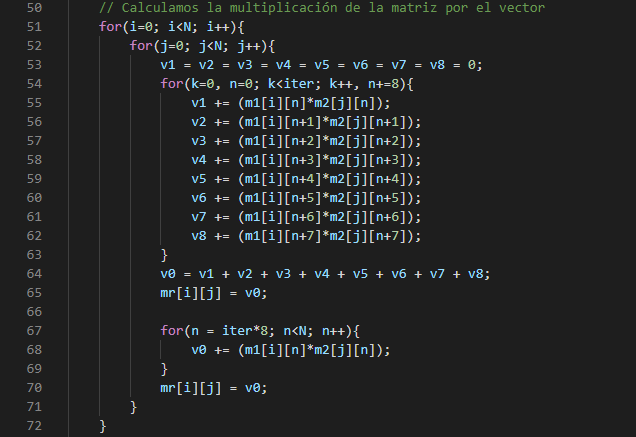 50 // Calculamos la multiplicación de la matriz por el vector
51 for(i=0; i<N; i++){
52 for(j=0; j<N; j++){
53 v1 = v2 = v3 = v4 = v5 = v6 = v7 = v8 = 0;
54 for(k=0, n=0; k<iter; k++, n+=8){
55 v1 += (m1[i][n]*m2[j][n]);
56 v2 += (m1[i][n+1]*m2[j][n+1]);
57 v3 += (m1[i][n+2]*m2[j][n+2]);
58 v4 += (m1[i][n+3]*m2[j][n+3]);
59 v5 += (m1[i][n+4]*m2[j][n+4]);
60 v6 += (m1[i][n+5]*m2[j][n+5]);
61 v7 += (m1[i][n+6]*m2[j][n+6]);
62 v8 += (m1[i][n+7]*m2[j][n+7]);
63 }
64 v0 = v1 + v2 + v3 + v4 + v5 + v6 + v7 + v8;
65 mr[i][j] = v0;
66
67 for(n = iter*8; n<N; n++){
68 v0 += (m1[i][n]*m2[j][n]);
69 }
70 mr[i][j] = v0;
71 }
72 }